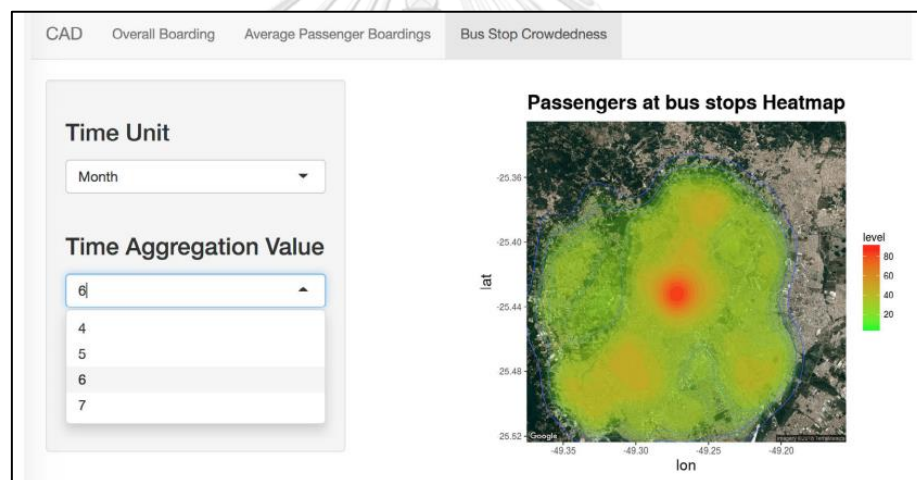 CAD Overall Boarding Average Passenger Boardings Bus Stop Crowdedness
Time Unit
Month
Time Aggregation Value
6
4
5
6
7
Passengers at bus stops Heatmap
-25.36
-25.40
-25.44
-25.48
25.52
lat
Google
-49.35 -49.30 -49.25 -49.20
lon
level
80
60
40
20